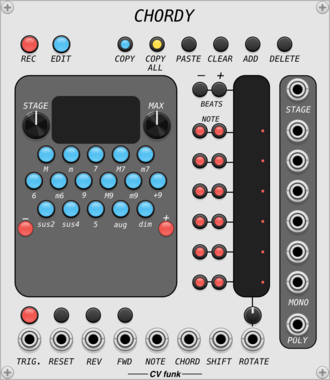 CHORDY
REC EDIT COPY COPY ALL PASTE CLEAR ADD DELETE
STAGE MAX
− +
BEATS
NOTE
STAGE
M m 7 M7 m7
6 m6 9 M9 m9 +9
sus2 sus4 5 aug dim
− +
MONO
POLY
TRIG. RESET REV FWD NOTE CHORD SHIFT ROTATE
CV funk